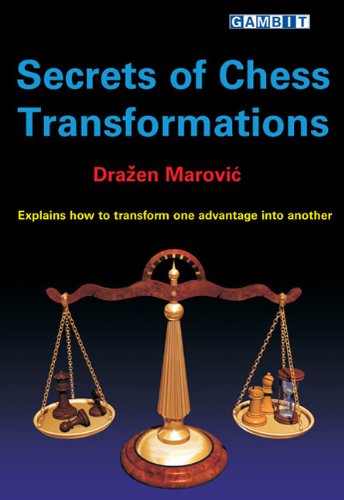 GAMBIT
Secrets of Chess
Transformations
Dražen Marović
Explains how to transform one advantage into another